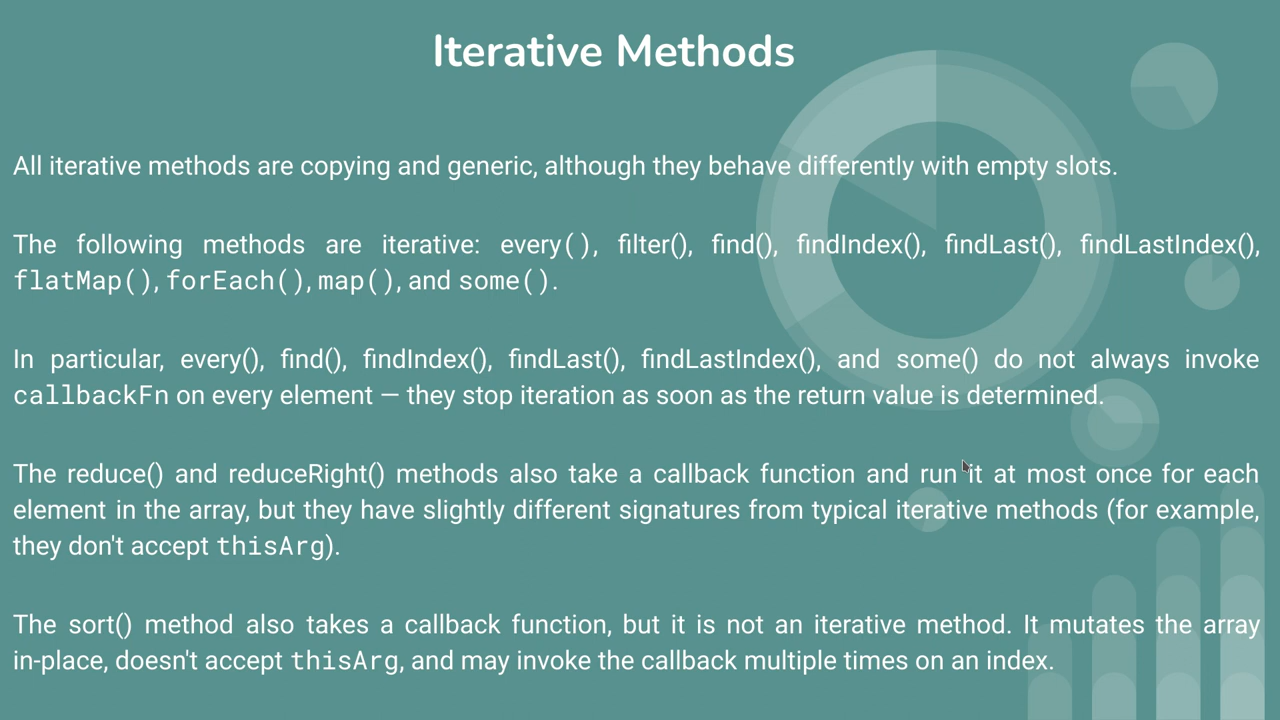 Iterative Methods
All iterative methods are copying and generic, although they behave differently with empty slots.
The following methods are iterative: every(), filter(), find(), findIndex(), findLast(), findLastIndex(),
flatMap(), forEach(), map(), and some().
In particular, every(), find(), findIndex(), findLast(), findLastIndex(), and some() do not always invoke
callbackFn on every element — they stop iteration as soon as the return value is determined.
The reduce() and reduceRight() methods also take a callback function and run it at most once for each
element in the array, but they have slightly different signatures from typical iterative methods (for example,
they don't accept thisArg).
The sort() method also takes a callback function, but it is not an iterative method. It mutates the array
in-place, doesn't accept thisArg, and may invoke the callback multiple times on an index.